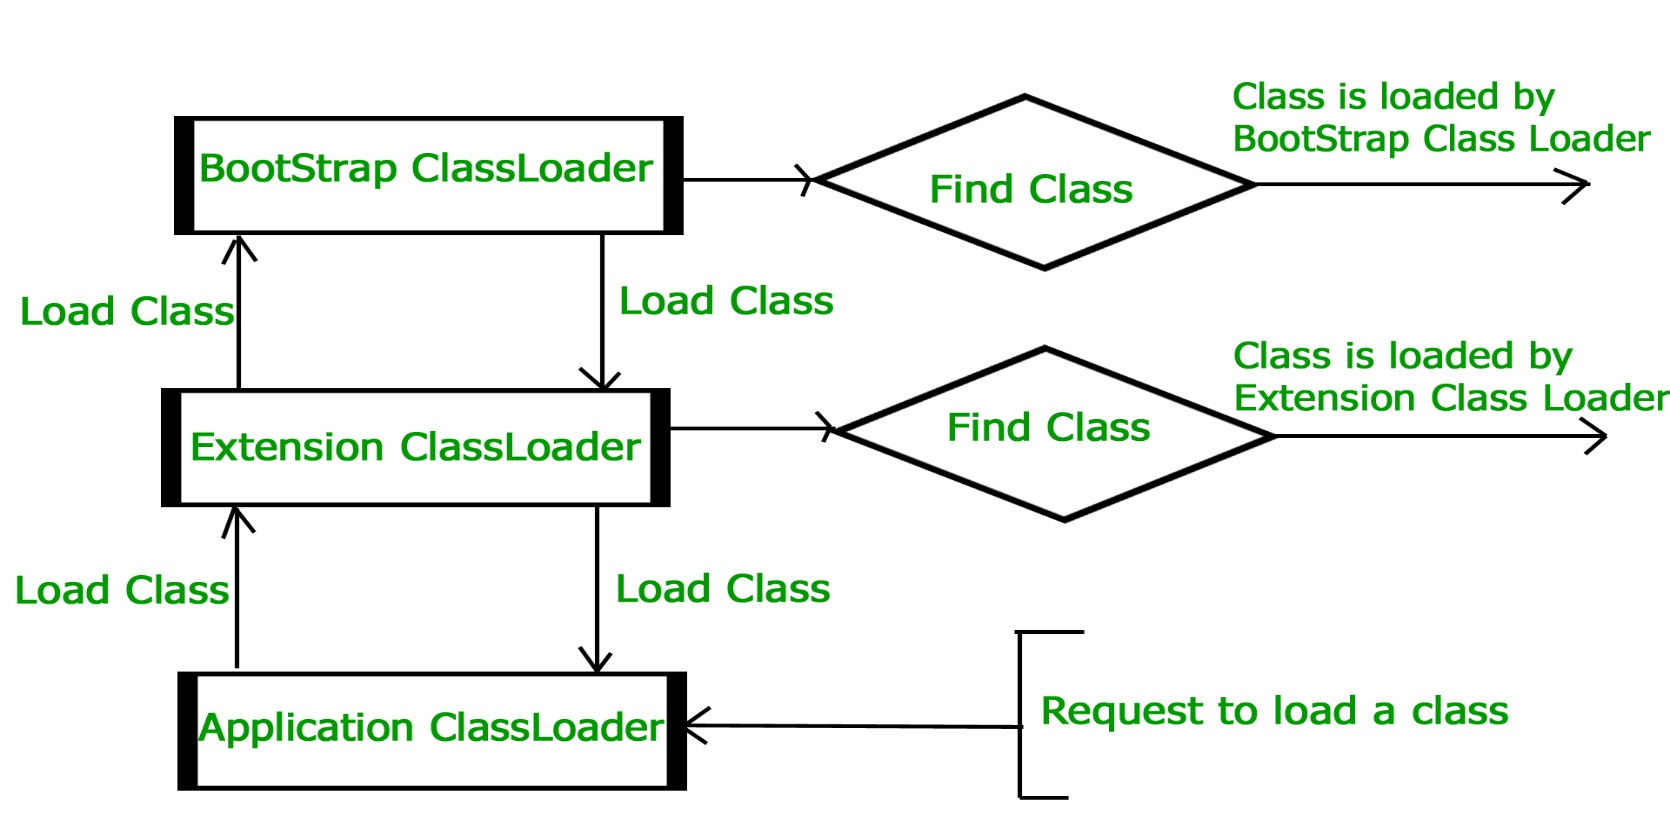 Class is loaded by
BootStrap Class Loader
BootStrap ClassLoader
Find Class
Load Class
Load Class
Class is loaded by
Extension Class Loader
Extension ClassLoader
Find Class
Load Class
Load Class
Application ClassLoader
Request to load a class